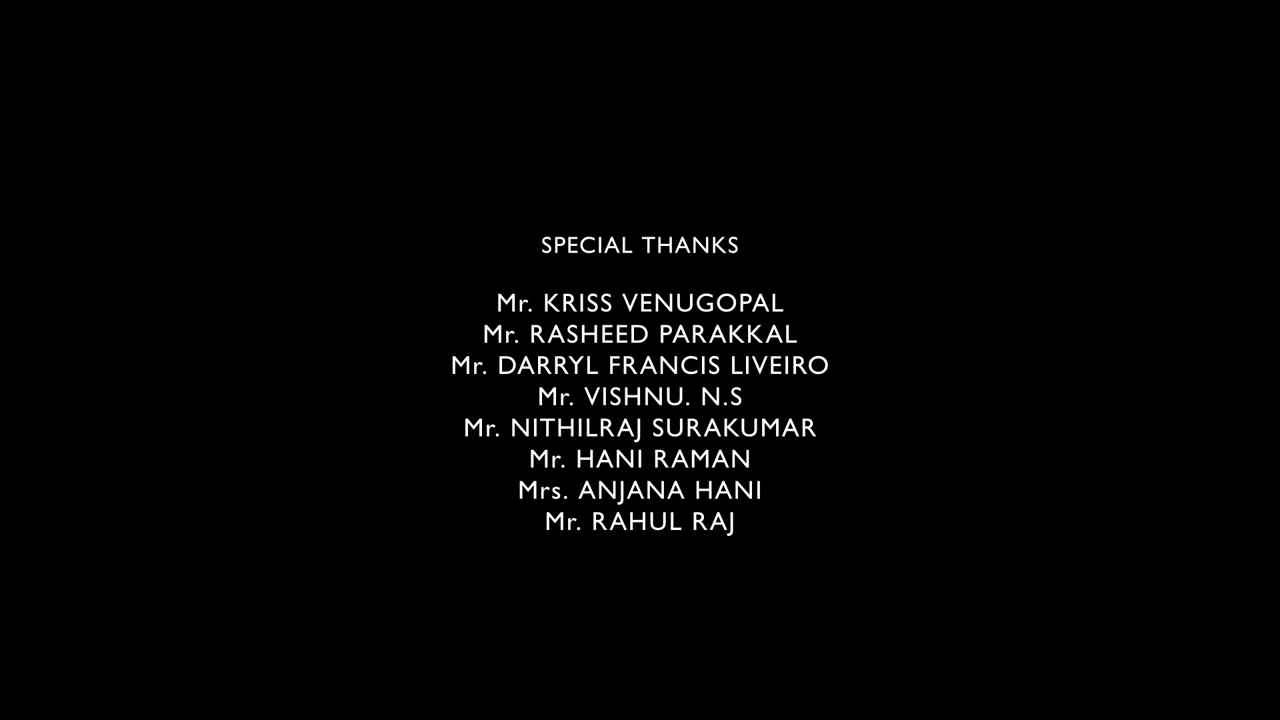 SPECIAL THANKS
Mr. KRISS VENUGOPAL
Mr. RASHEED PARAKKAL
Mr. DARRYL FRANCIS LIVEIRO
Mr. VISHNU. N.S
Mr. NITHILRAJ SURAKUMAR
Mr. HANI RAMAN
Mrs. ANJANA HANI
Mr. RAHUL RAJ